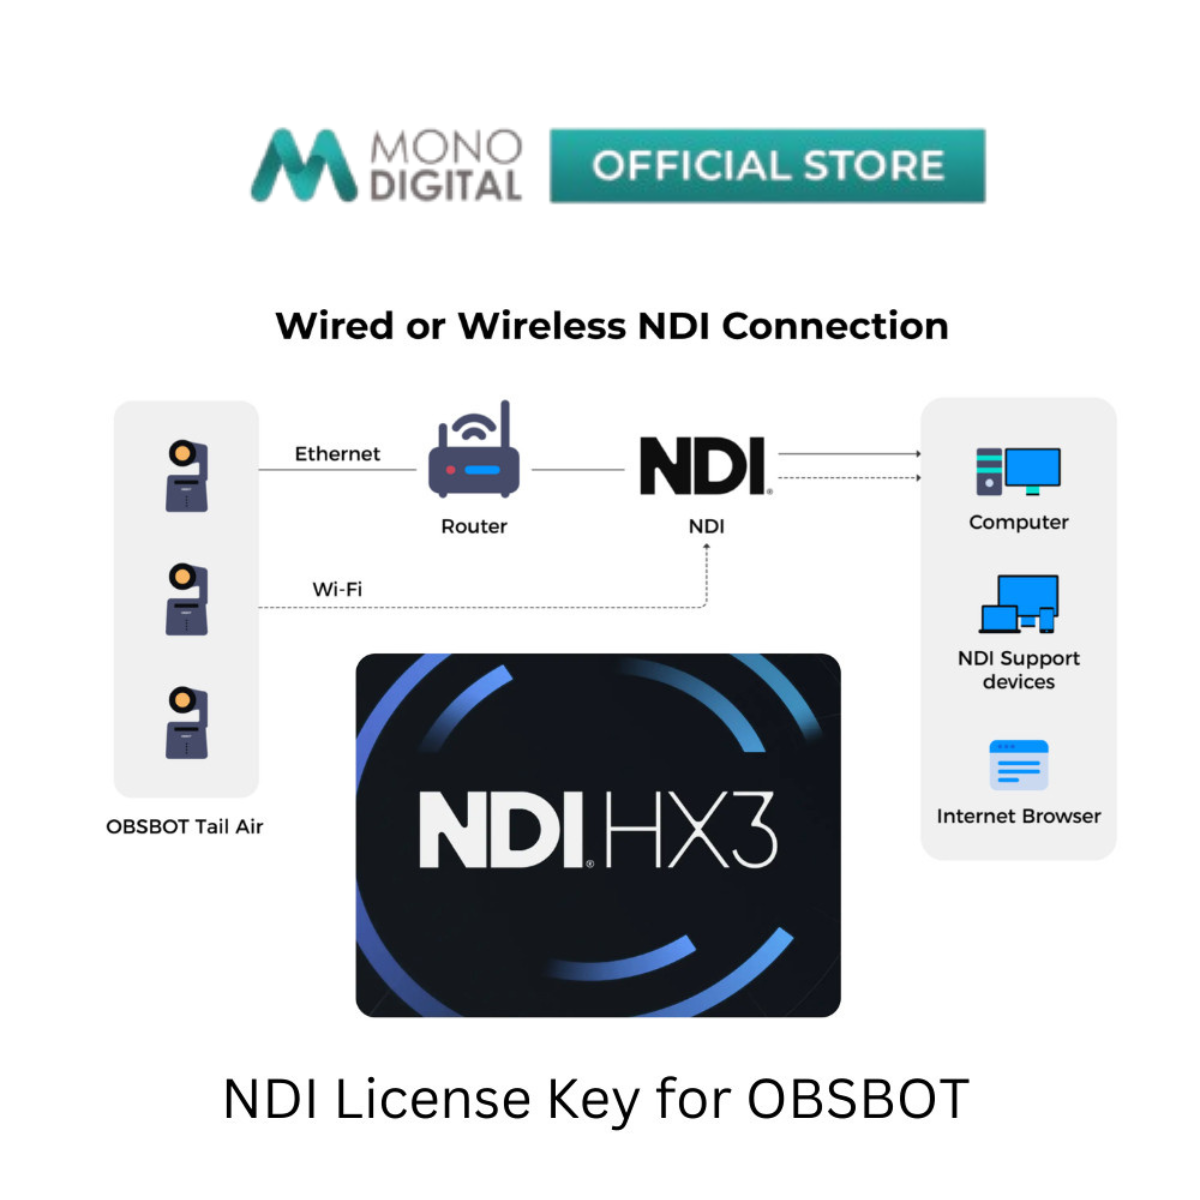 MONO
DIGITAL
OFFICIAL STORE
Wired or Wireless NDI Connection
Ethernet
Router
NDI®
NDI
Wi-Fi
OBSBOT Tail Air
Computer
NDI Support
devices
Internet Browser
NDI® HX3
NDI License Key for OBSBOT